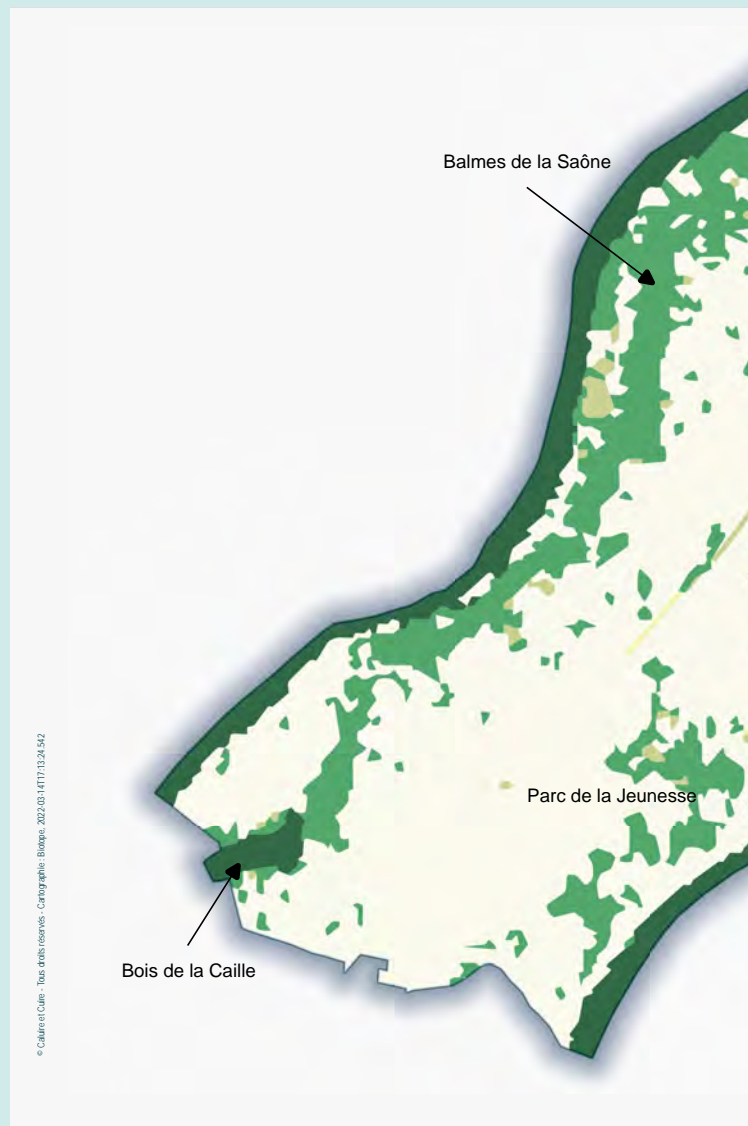 Balmes de la Saône
Parc de la Jeunesse
Bois de la Caille
© Caluire et Cuire - Tous droits réservés - Cartographie : Biotope, 2022-03-14T17:13:24.542